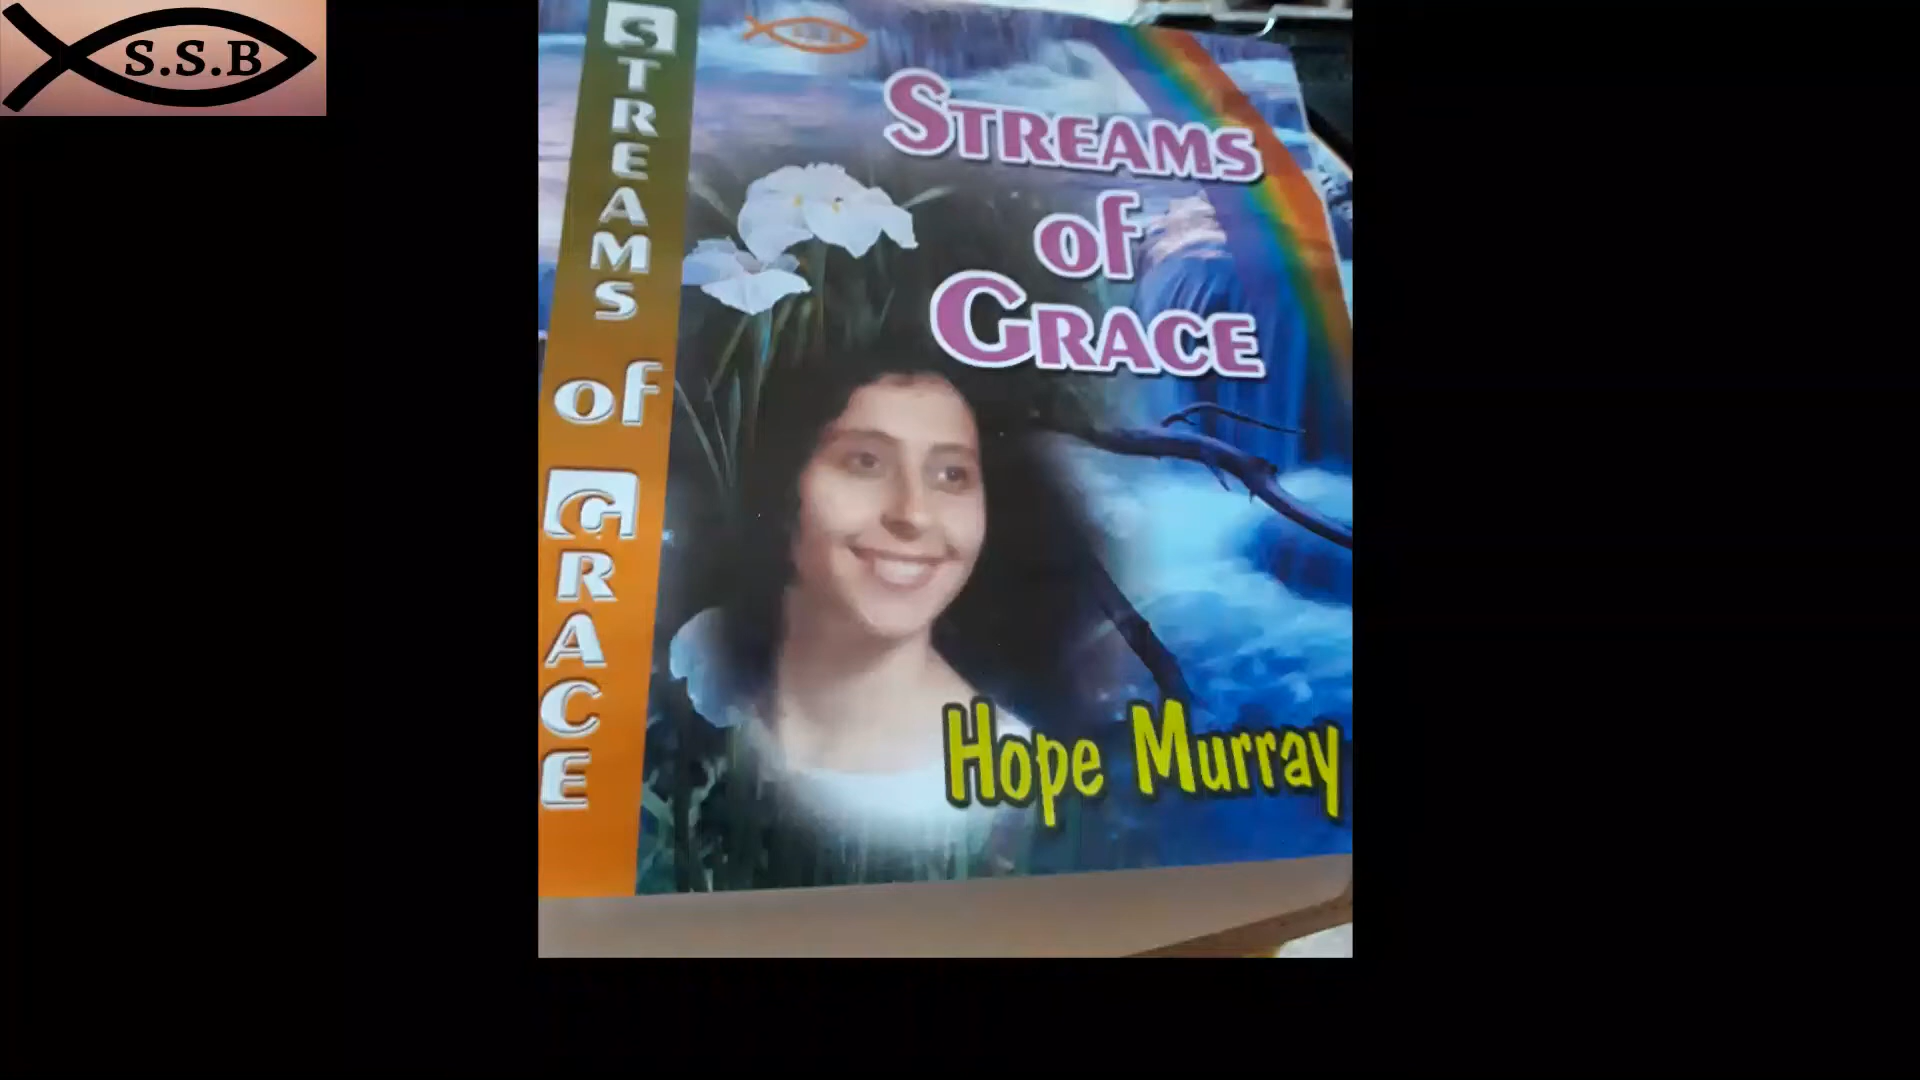 S.S.B
STREAMS of GRACE
STREAMS
of
GRACE
Hope Murray